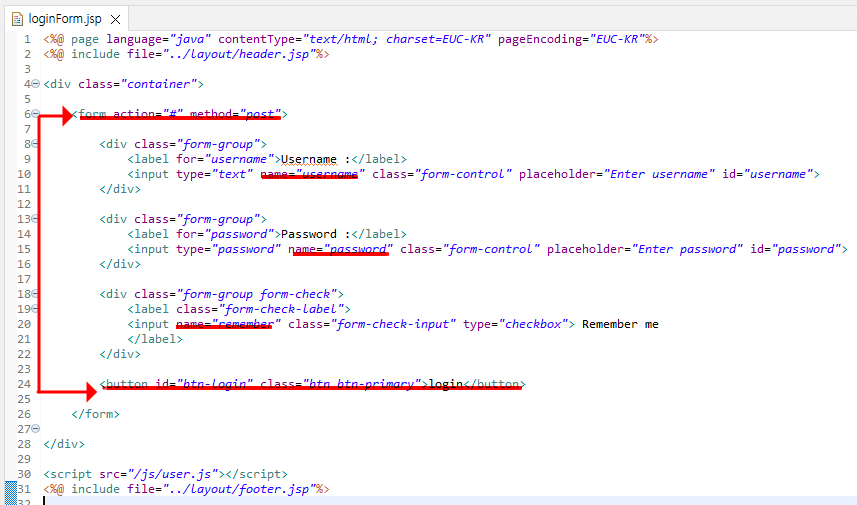 loginForm.jsp
1 <%@ page language="java" contentType="text/html; charset=EUC-KR" pageEncoding="EUC-KR"%>
2 <%@ include file="../layout/header.jsp"%>
3
4 <div class="container">
5
6 <form action="#" method="post">
7
8 <div class="form-group">
9 <label for="username">Username :</label>
10 <input type="text" name="username" class="form-control" placeholder="Enter username" id="username">
11 </div>
12
13 <div class="form-group">
14 <label for="password">Password :</label>
15 <input type="password" name="password" class="form-control" placeholder="Enter password" id="password">
16 </div>
17
18 <div class="form-group form-check">
19 <label class="form-check-label">
20 <input name="remember" class="form-check-input" type="checkbox"> Remember me
21 </label>
22 </div>
23
24 <button id="btn-login" class="btn btn-primary">login</button>
25
26 </form>
27
28 </div>
29
30 <script src="/js/user.js"></script>
31 <%@ include file="../layout/footer.jsp"%>
32